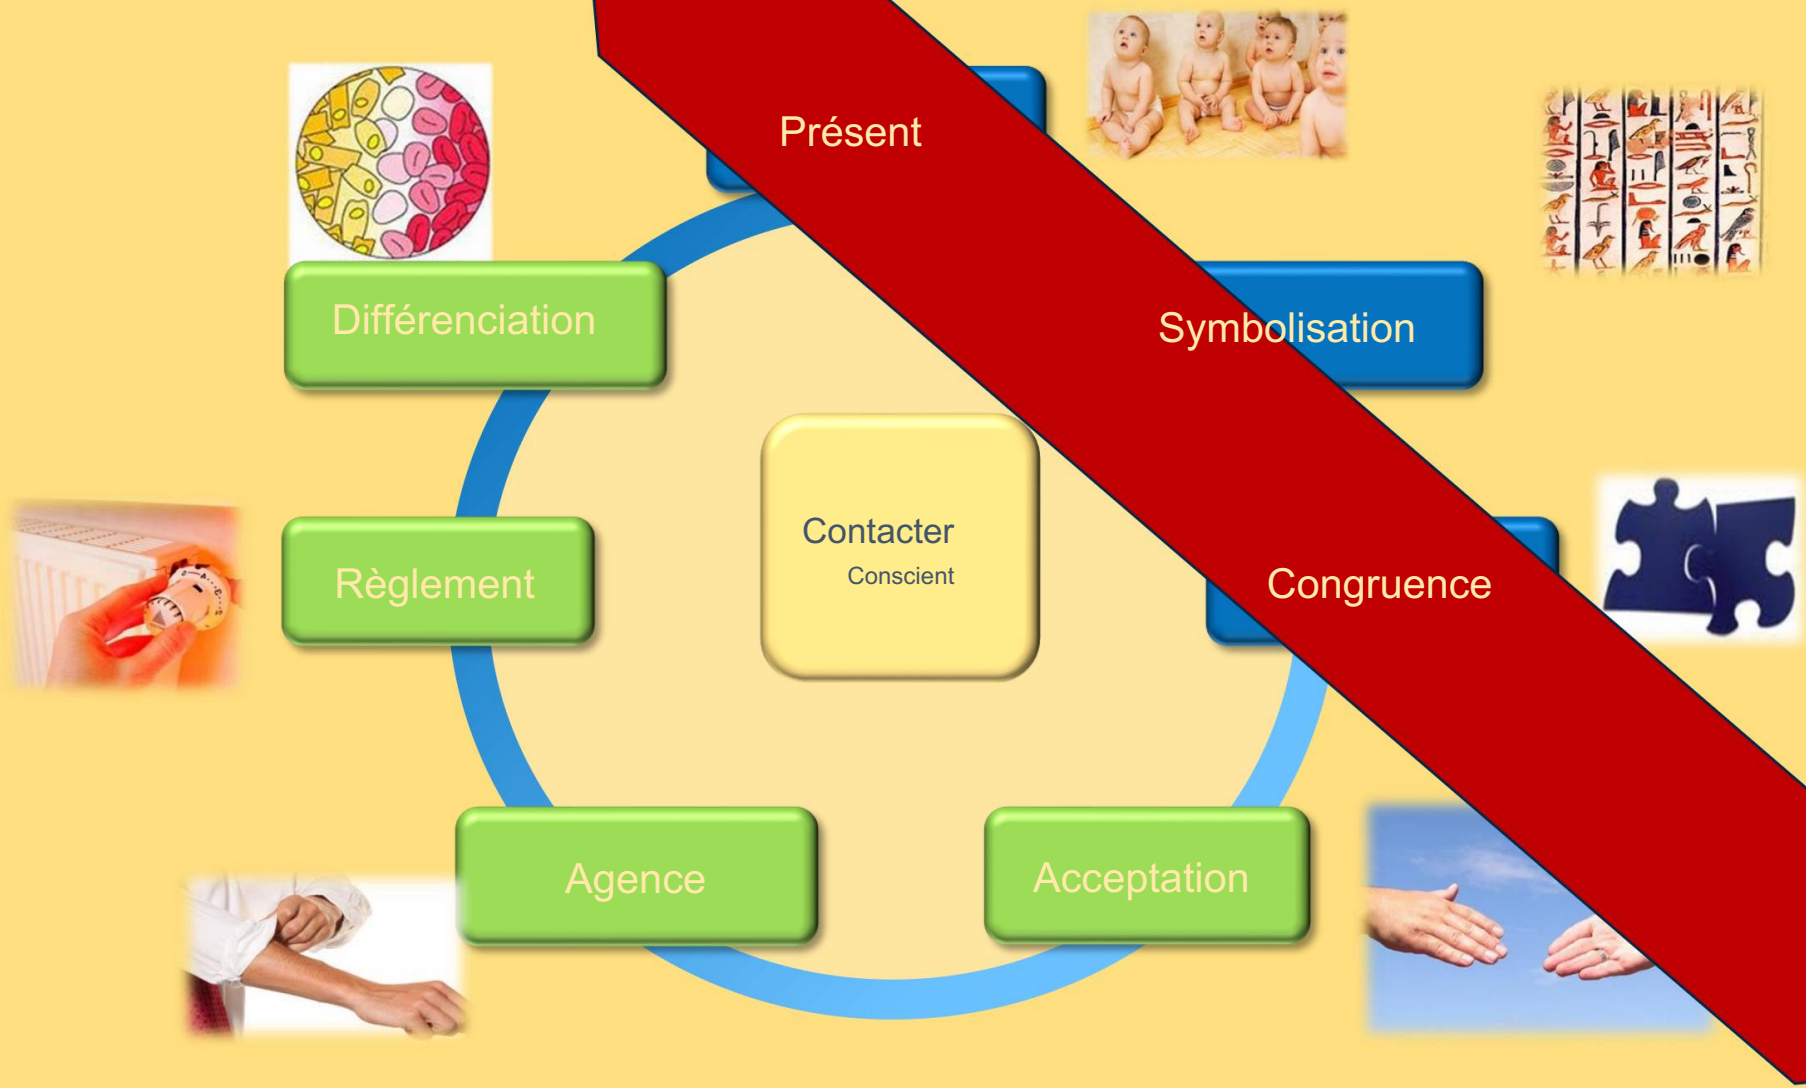 Présent
Différenciation
Symbolisation
Contacter
Conscient
Règlement
Congruence
Agence
Acceptation